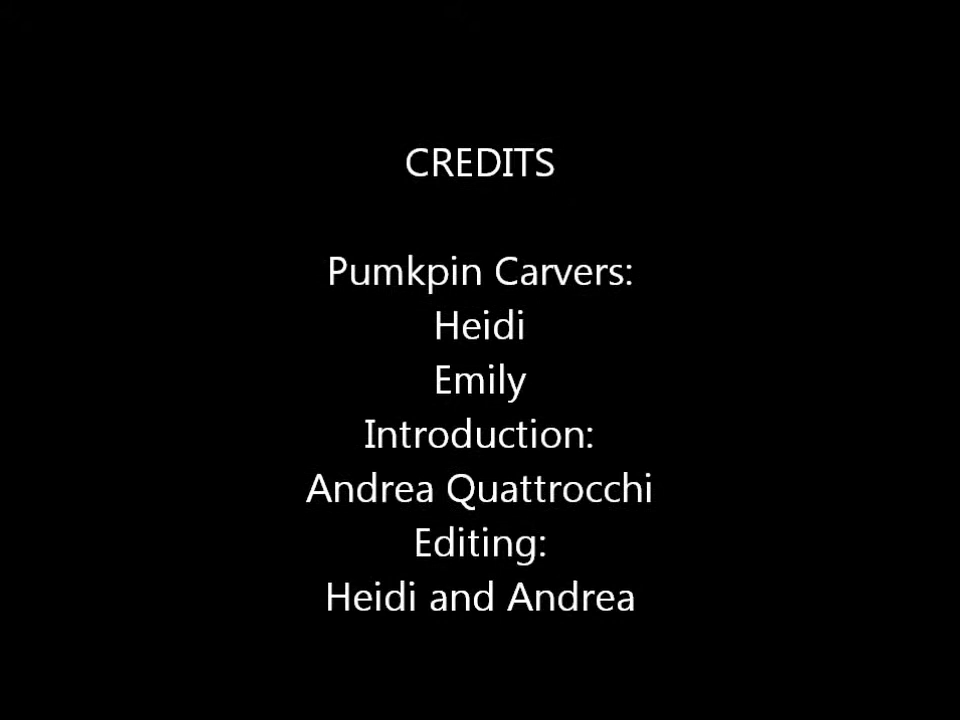 CREDITS
Pumkpin Carvers:
Heidi
Emily
Introduction:
Andrea Quattrocchi
Editing:
Heidi and Andrea